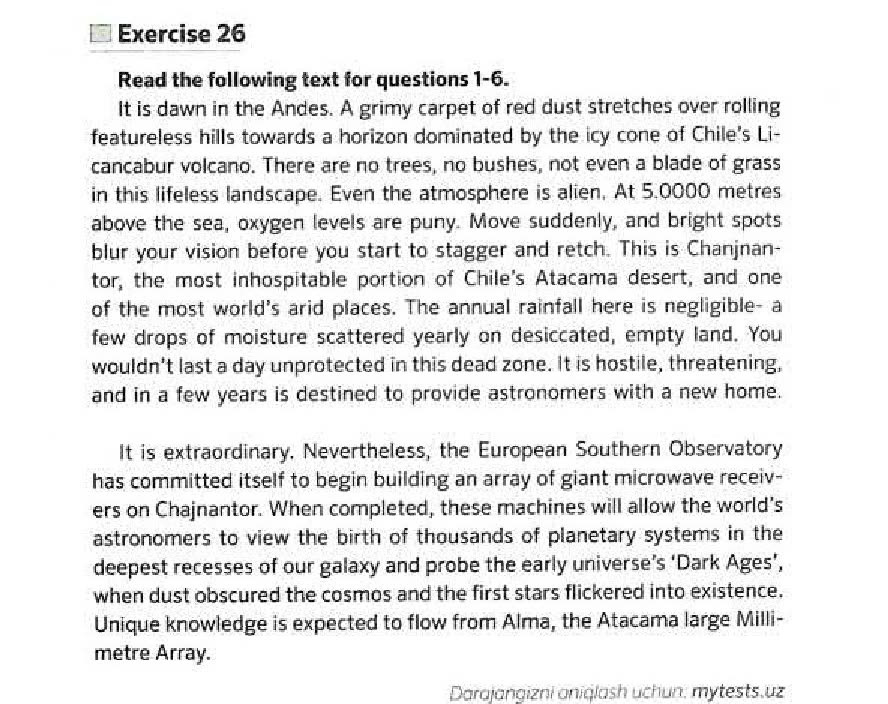 Exercise 26
Read the following text for questions 1-6.
It is dawn in the Andes. A grimy carpet of red dust stretches over rolling
featureless hills towards a horizon dominated by the icy cone of Chile's Li-
cancabur volcano. There are no trees, no bushes, not even a blade of grass
in this lifeless landscape. Even the atmosphere is alien. At 5.0000 metres
above the sea, oxygen levels are puny. Move suddenly, and bright spots
blur your vision before you start to stagger and retch. This is Chanjnan-
tor, the most inhospitable portion of Chile's Atacama desert, and one
of the most world's arid places. The annual rainfall here is negligible- a
few drops of moisture scattered yearly on desiccated, empty land. You
wouldn't last a day unprotected in this dead zone. It is hostile, threatening,
and in a few years is destined to provide astronomers with a new home.
It is extraordinary. Nevertheless, the European Southern Observatory
has committed itself to begin building an array of giant microwave receiv-
ers on Chajnantor. When completed, these machines will allow the world's
astronomers to view the birth of thousands of planetary systems in the
deepest recesses of our galaxy and probe the early universe's 'Dark Ages',
when dust obscured the cosmos and the first stars flickered into existence.
Unique knowledge is expected to flow from Alma, the Atacama large Milli-
metre Array.
Darajangizni aniqlash uchun: mytests.uz